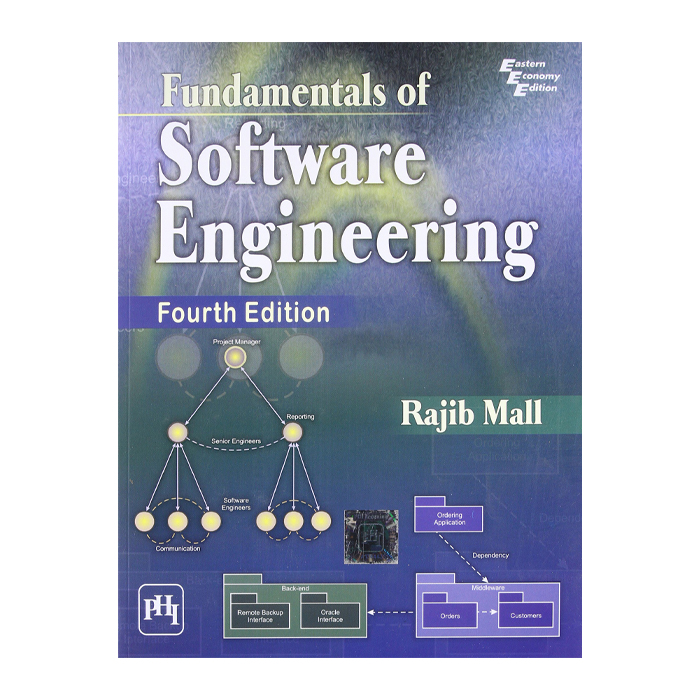 Eastern
Economy
Edition
Fundamentals of
Software
Engineering
Fourth Edition
Project Manager
Rajib Mall
Reporting
Senior Engineers
Software
Engineers
Communication
Ordering
Application
Dependency
Back-end
Middleware
Remote Backup
Interface
Oracle
Interface
Orders
Customers
PHI